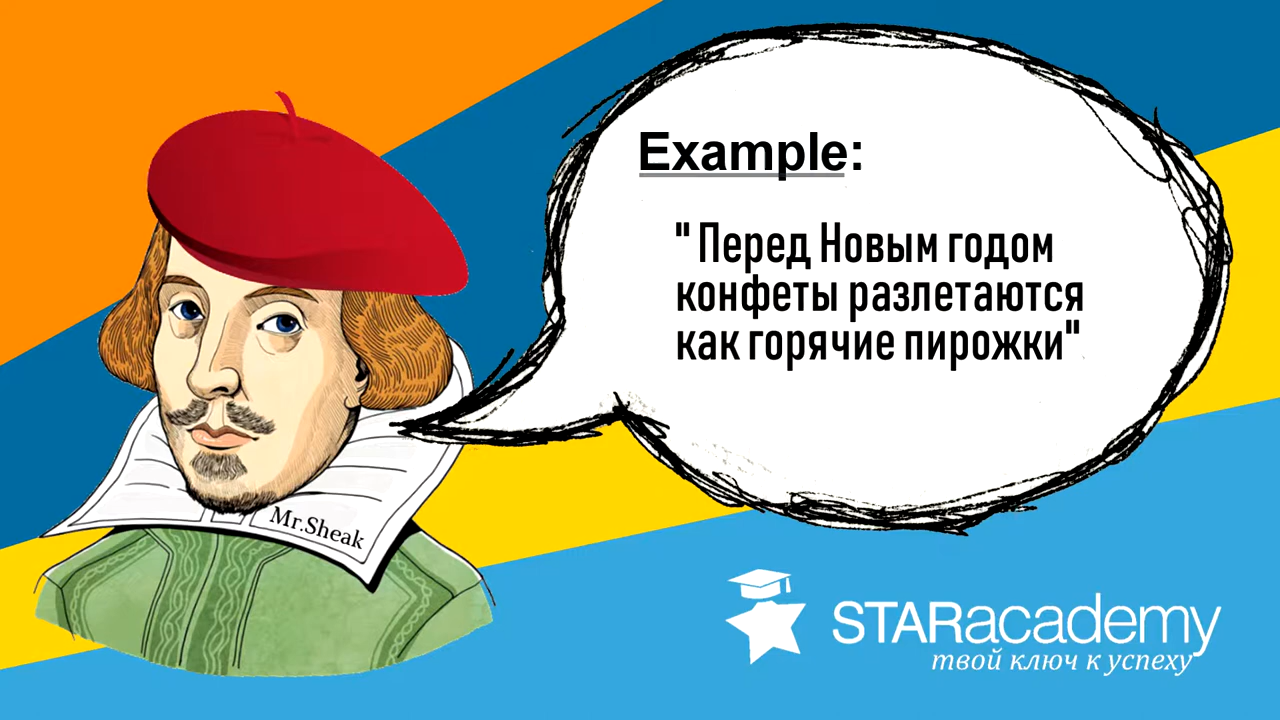 Example:
" Перед Новым годом
конфеты разлетаются
как горячие пирожки"
Mr.Sheak
STARacademy
твой ключ к успеху